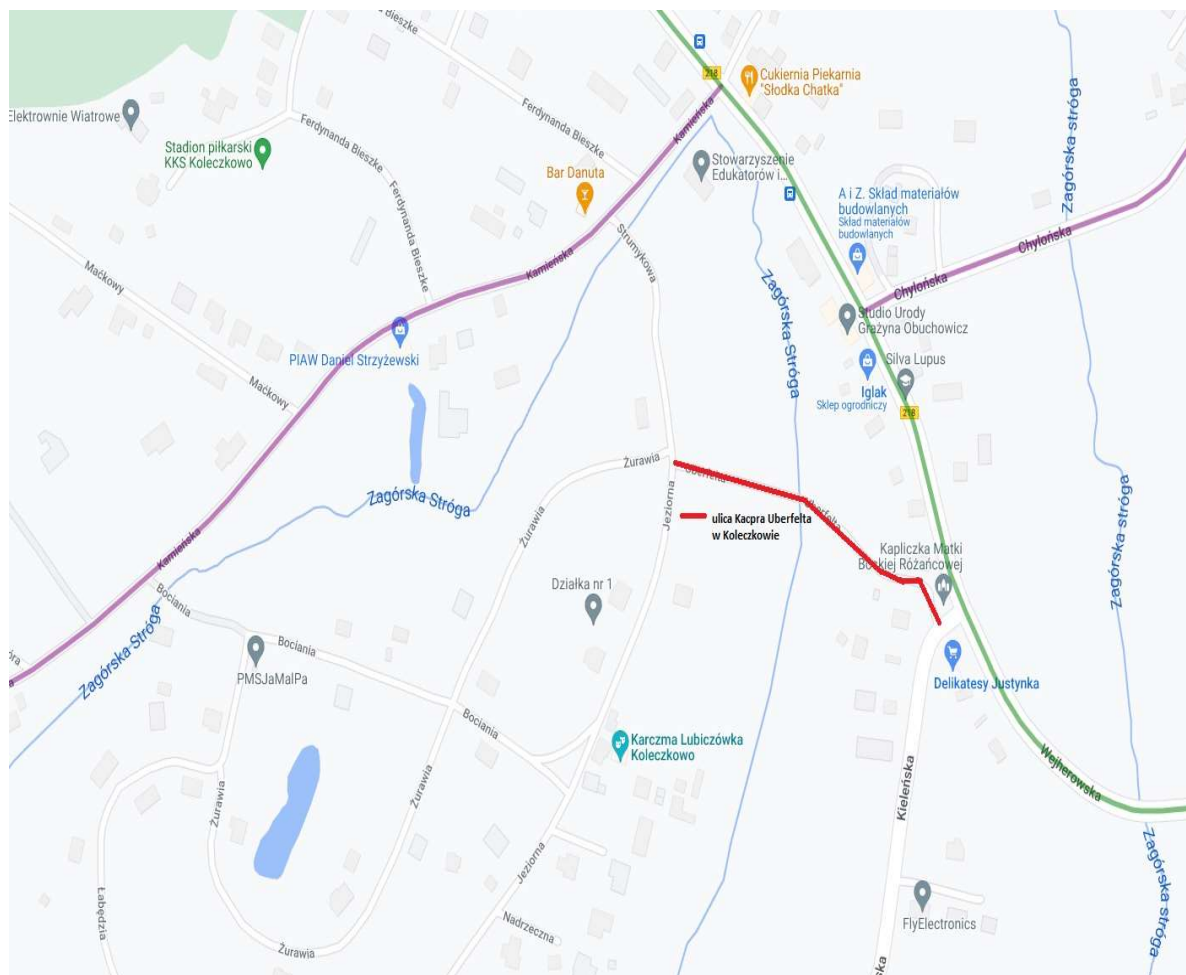 218
Cukiernia Piekarnia
"Słodka Chatka"
Ferdynanda Bieszke
Kamieńska
Elektrownie Wiatrowe
Ferdynanda Bieszke
Ferdynanda Bieszke
Stadion piłkarski
KKS Koleczkowo
Stowarzyszenie
Edukatorów i...
Zagórska stróga
Bar Danuta
A i Z. Skład materiałów
budowlanych
Skład materiałów
budowlanych
Ferdynanda Bieszke
Strumykowa
Chylońska
Maćkowy
Kamieńska
Chylońska
Zagórska Stróga
Studio Urody
Grażyna Obuchowicz
PIAW Daniel Strzyżewski
Silva Lupus
Iglak
Sklep ogrodniczy
Maćkowy
218
Żurawia
Uberfelta
Zagórska Stróga
Jeziorna
Uberfelta
ulica Kacpra Uberfelta
w Koleczkowie
Zagórska stróga
Kamieńska
Żurawia
Kapliczka Matki
Boskiej Różańcowej
Działka nr 1
Bociania
Zagórska Stróga
Bociania
PMSJaMalPa
Delikatesy Justynka
Bociania
Karczma Lubiczówka
Koleczkowo
Żurawia
Żurawia
Kieleńska
Wejherowska
Jeziorna
Zagórska stróga
Łabędzia
Nadrzeczna
FlyElectronics
Żurawia